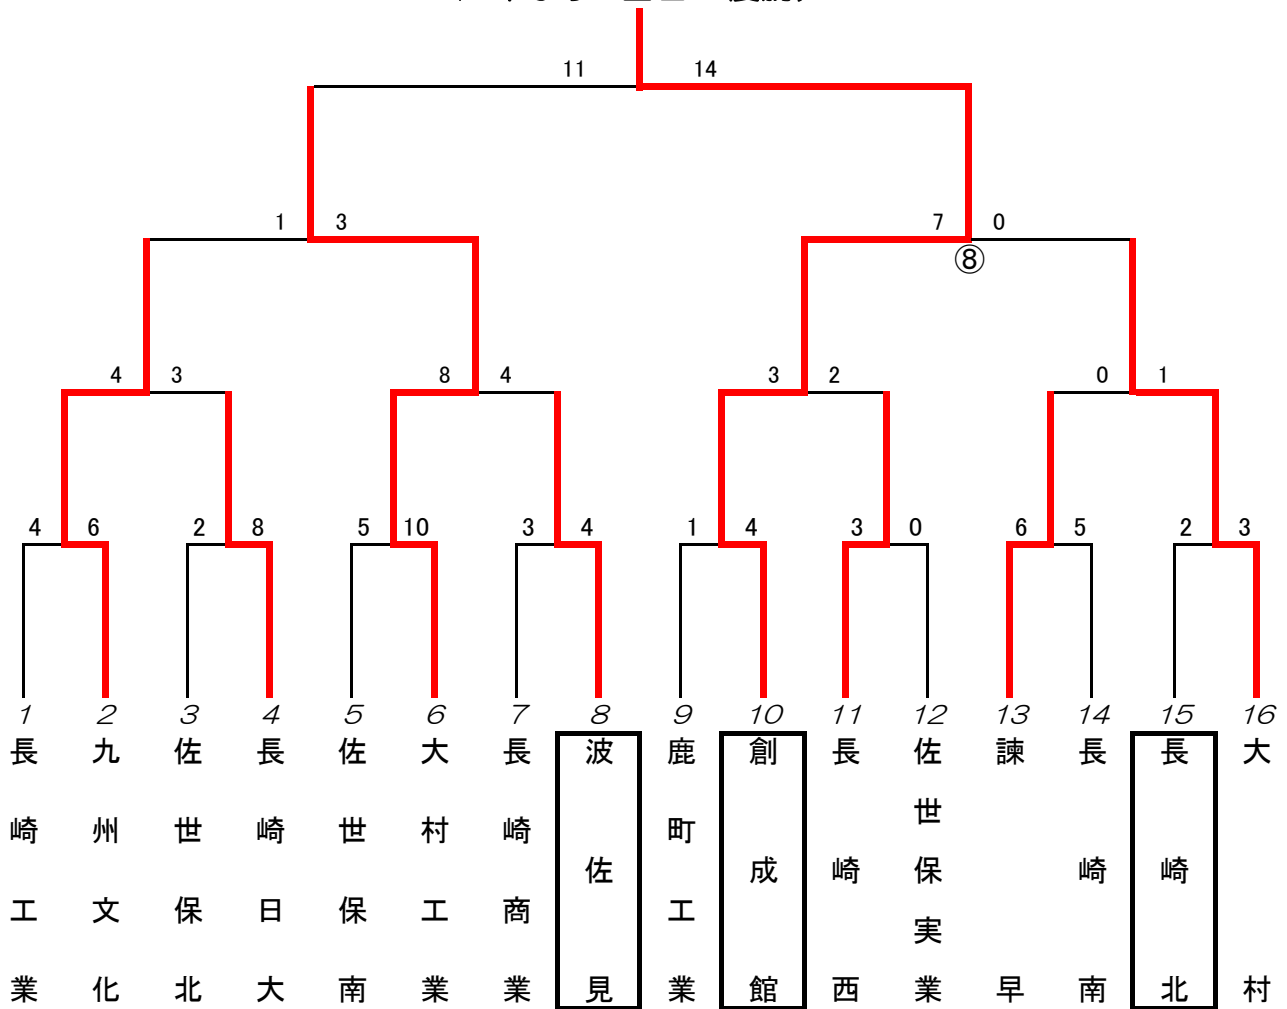 11 14
1 3 7 0
⑧
4 3 8 4 3 2 0 1
4 6 2 8 5 10 3 4 1 4 3 0 6 5 2 3
1 2 3 4 5 6 7 8 9 10 11 12 13 14 15 16
長崎工業
九州文化
佐世保北
長崎日大
佐世保南
大村工業
長崎商業
波佐見
鹿町工業
創成館
長崎西
佐世保実業
諫早
長崎南
長崎北
大村